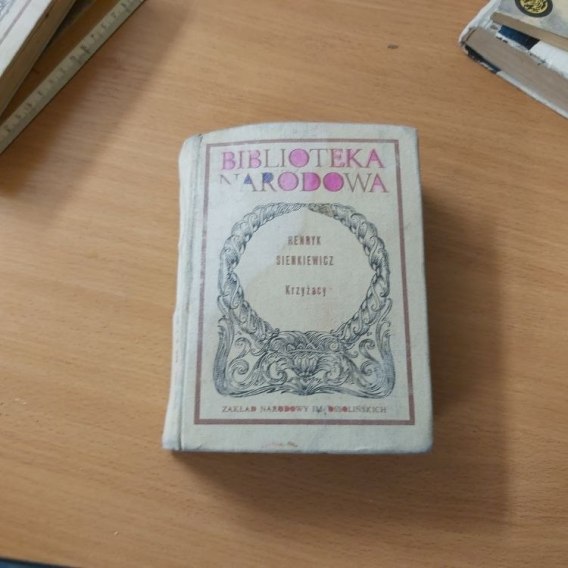 BIBLIOTEKA
NARODOWA
HENRYK
SIENKIEWICZ
Krzyżacy
ZAKŁAD NARODOWY IM. OSSOLIŃSKICH